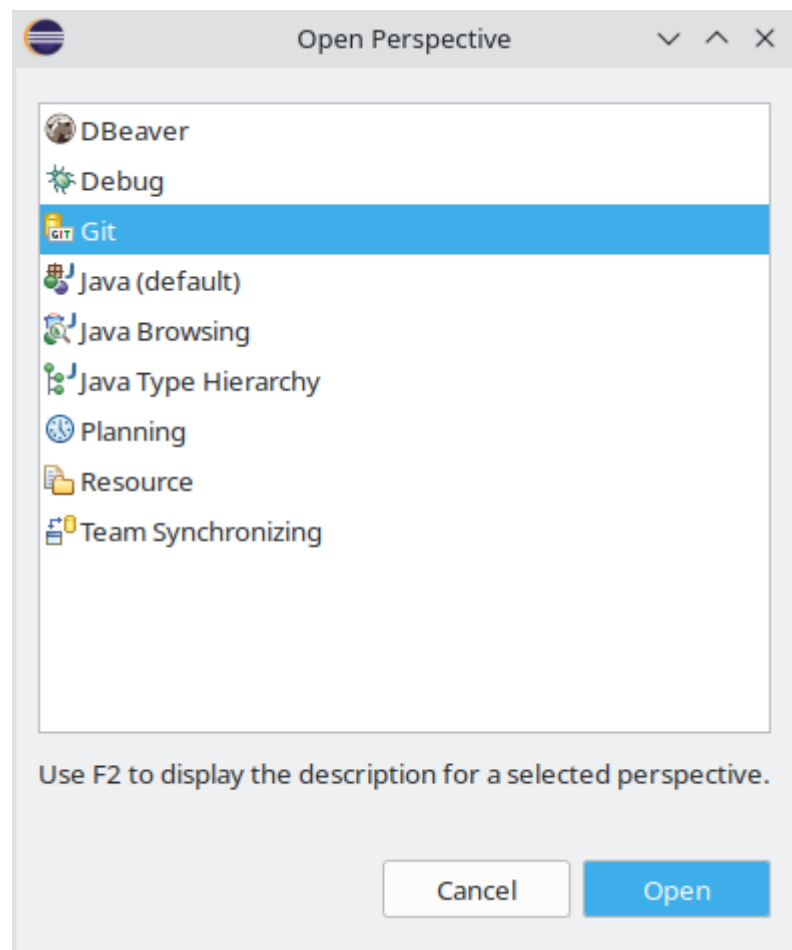 Open Perspective
DBeaver
Debug
GIT Git
Java (default)
Java Browsing
Java Type Hierarchy
Planning
Resource
Team Synchronizing
Use F2 to display the description for a selected perspective.
Cancel Open